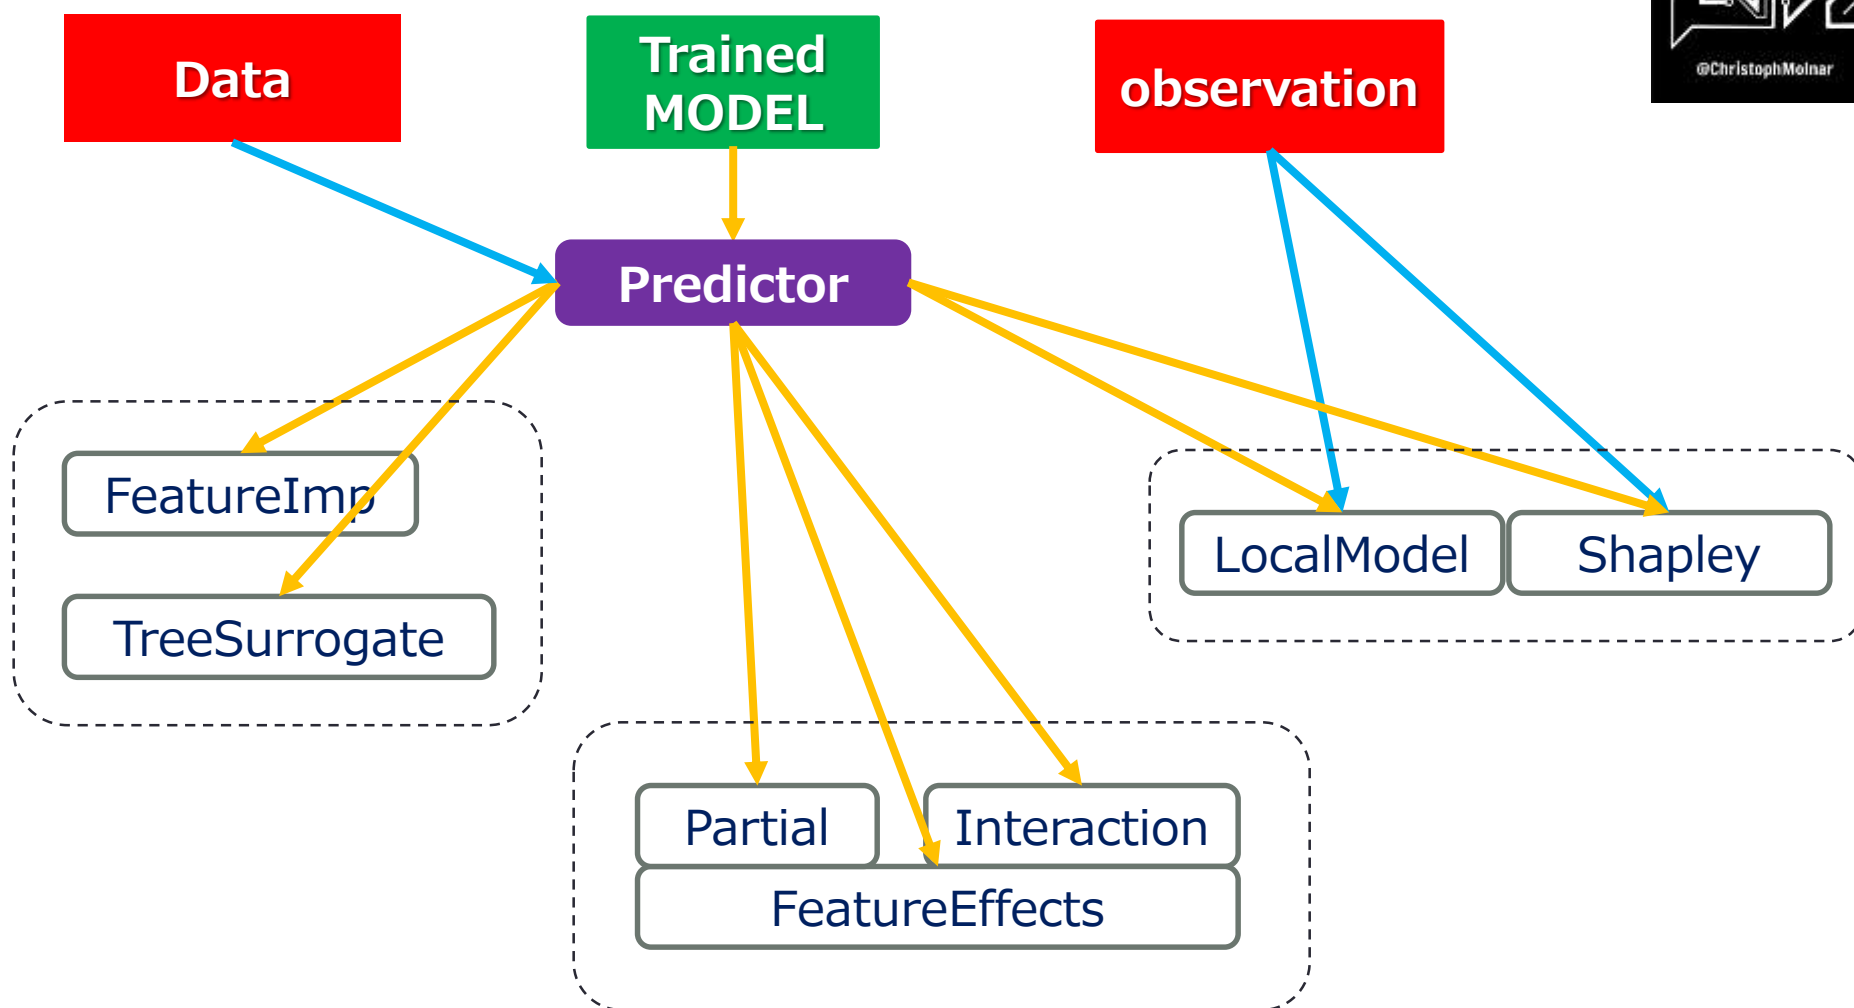 Data
Trained
MODEL
observation
@ChristophMolnar
Predictor
FeatureImp
TreeSurrogate
LocalModel
Shapley
Partial
Interaction
FeatureEffects